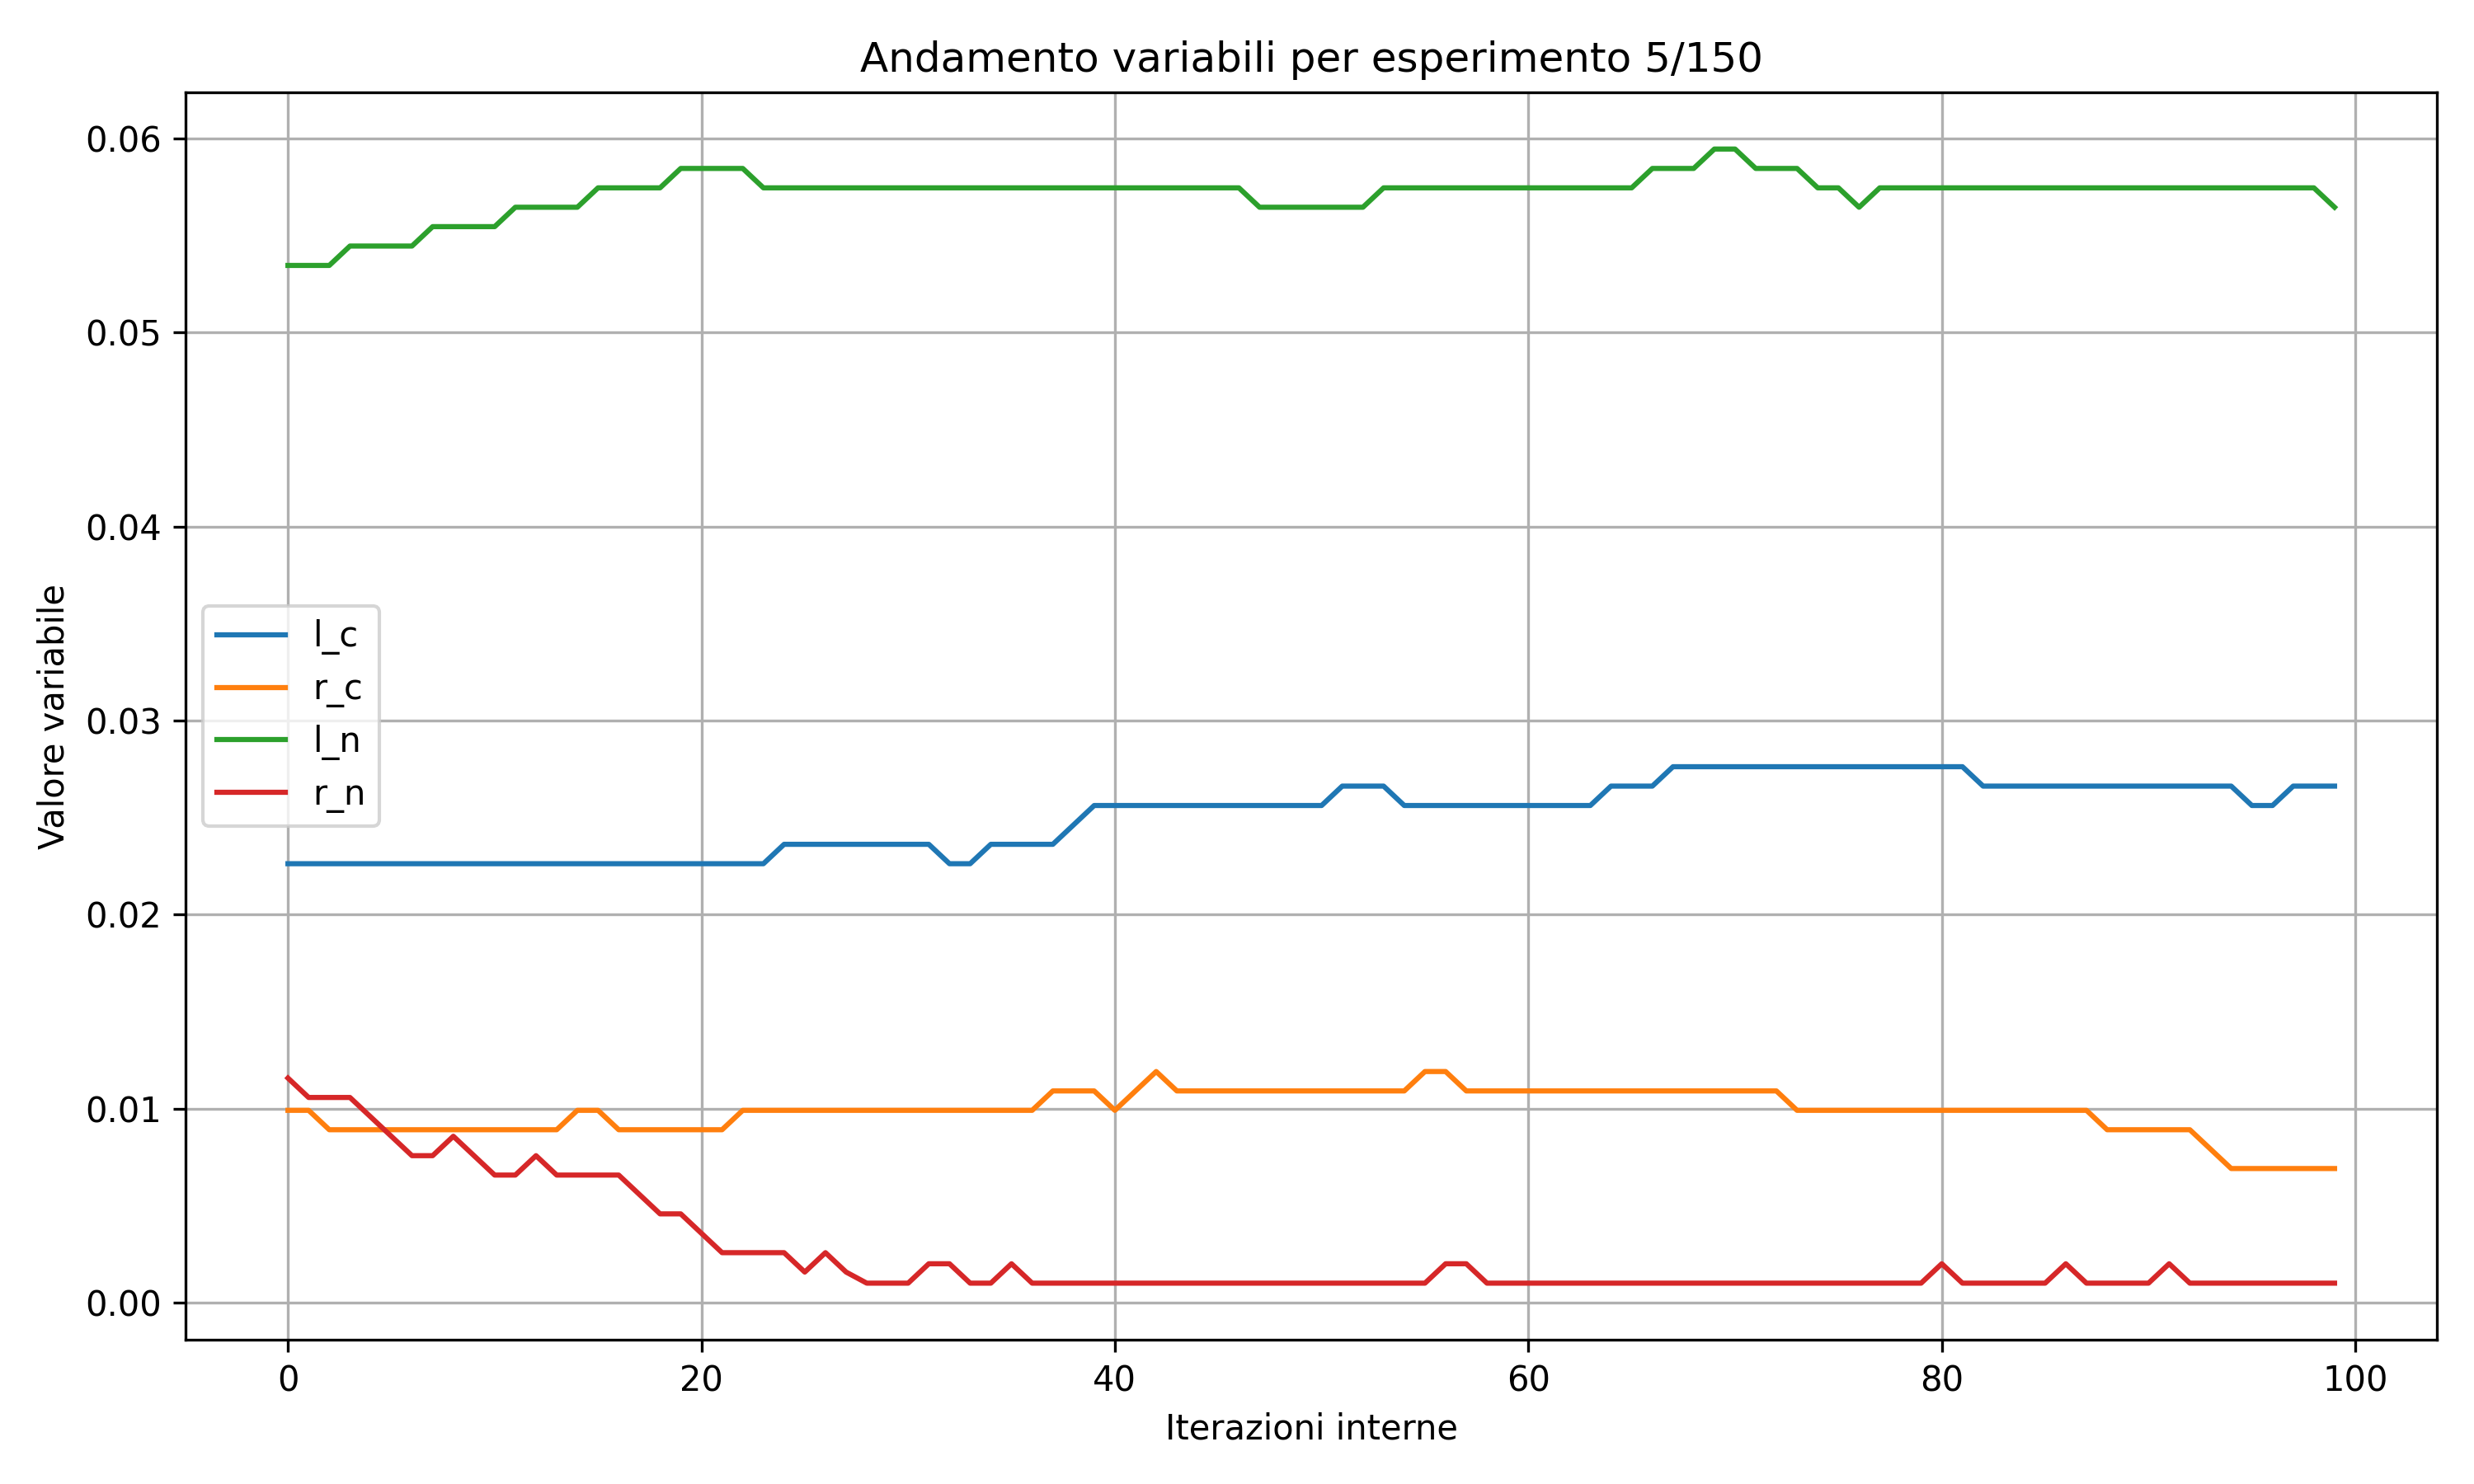 Andamento variabili per esperimento 5/150
Valore variabile
0.06
0.05
0.04
0.03
0.02
0.01
0.00
l_c
r_c
l_n
r_n
0 20 40 60 80 100
Iterazioni interne